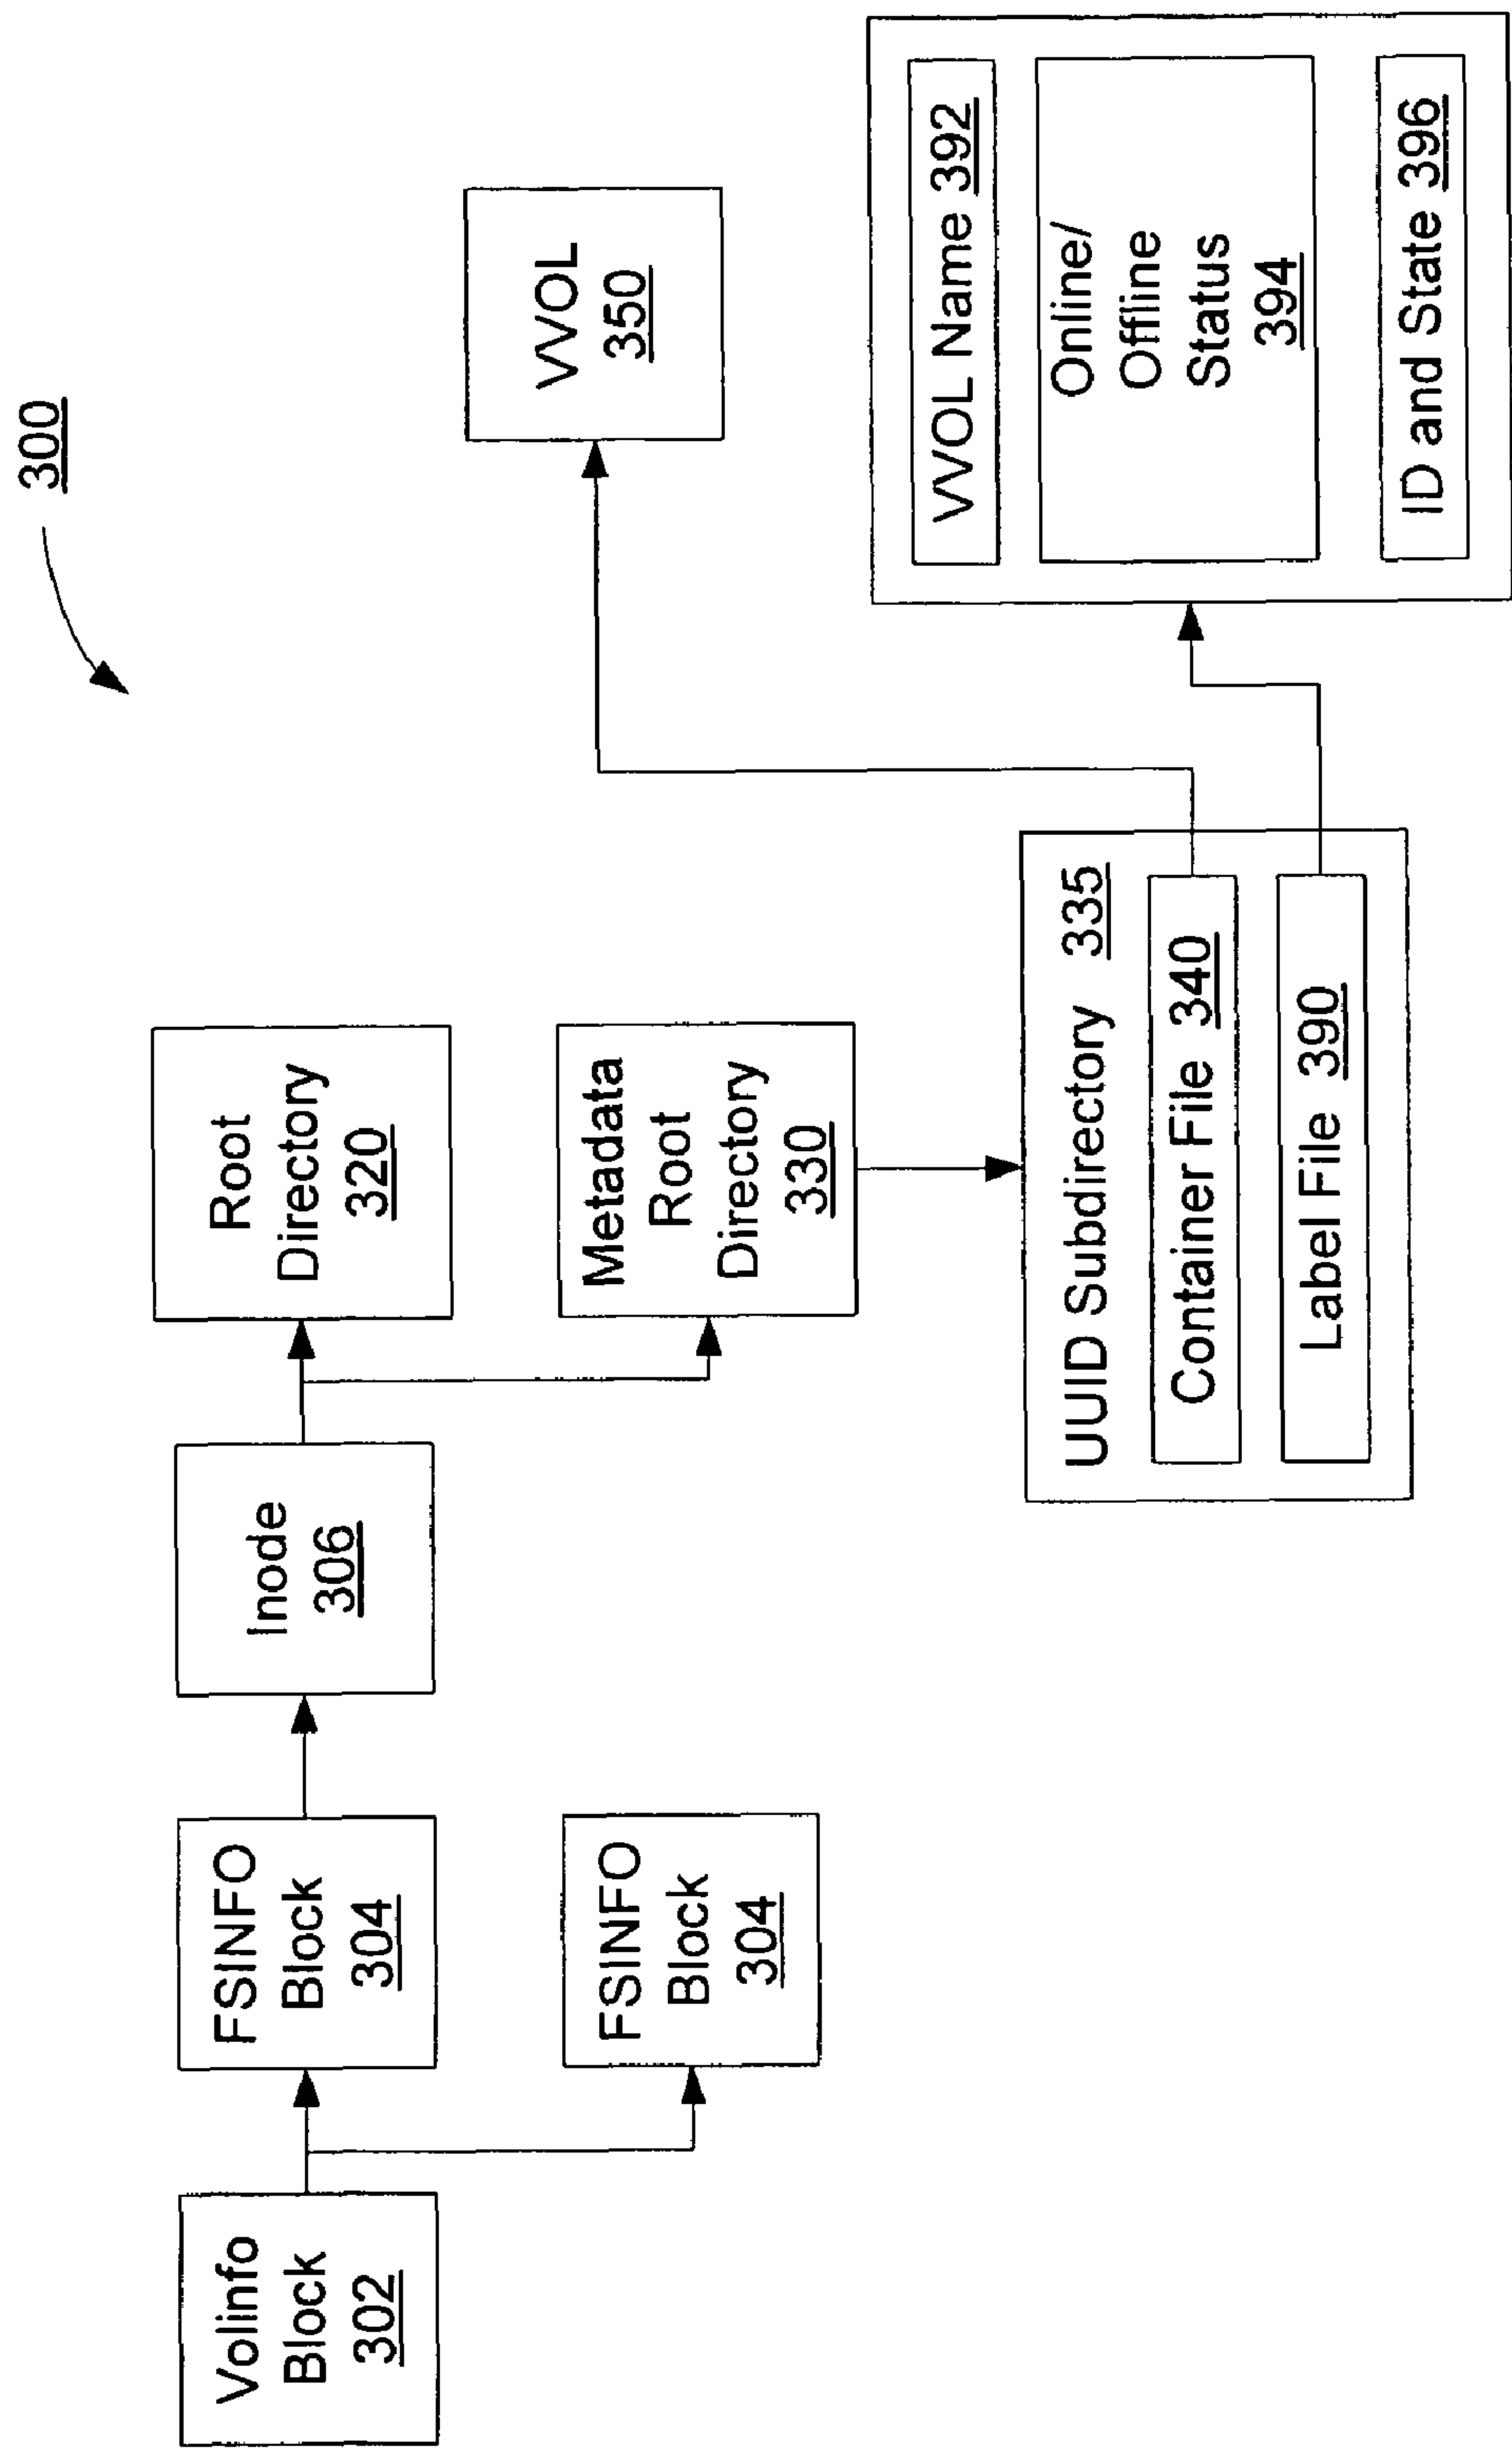 300
Volinfo
Block
302
FSINFO
Block
304
FSINFO
Block
304
Inode
306
Root
Directory
320
Metadata
Root
Directory
330
UUID Subdirectory 335
Container File 340
Label File 390
VVOL
350
VVOL Name 392
Online/
Offline
Status
394
ID and State 396